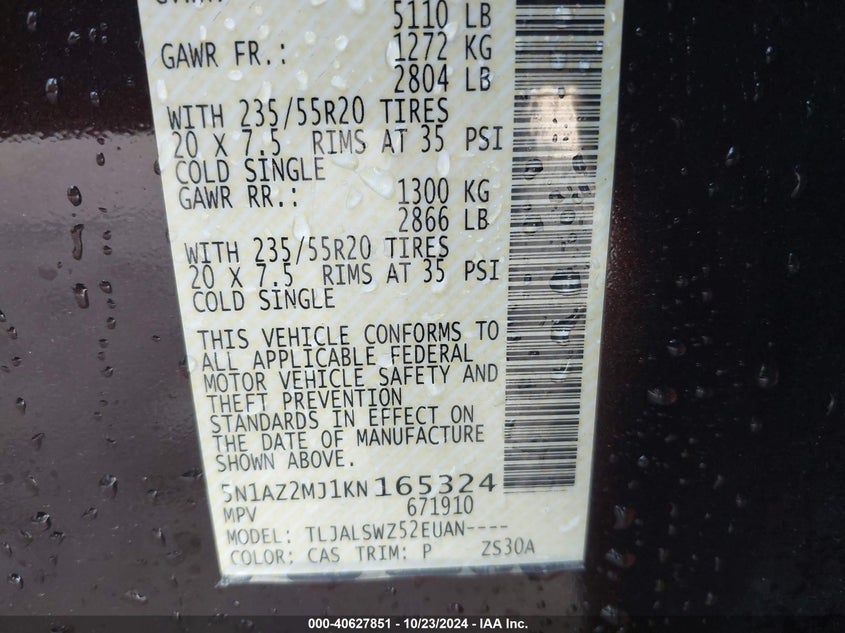 5110 LB
GAWR FR.: 1272 KG
2804 LB
WITH 235/55R20 TIRES
20 X 7.5 RIMS AT 35 PSI
COLD SINGLE
GAWR RR.: 1300 KG
2866 LB
WITH 235/55R20 TIRES
20 X 7.5 RIMS AT 35 PSI
COLD SINGLE
THIS VEHICLE CONFORMS TO
ALL APPLICABLE FEDERAL
MOTOR VEHICLE SAFETY AND
THEFT PREVENTION
STANDARDS IN EFFECT ON
THE DATE OF MANUFACTURE
SHOWN ABOVE.
5N1AZ2MJ1KN165324
MPV 671910
MODEL: TLJALSWZ52EUAN----
COLOR: CAS TRIM: P ZS30A
000-40627851 - 10/23/2024 - IAA Inc.